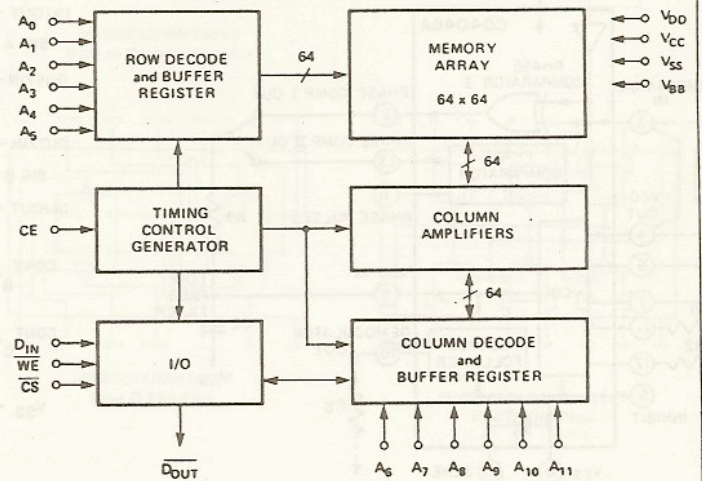 A0
A1
A2
A3
A4
A5
ROW DECODE
and BUFFER
REGISTER
64
MEMORY
ARRAY
64 x 64
VDD
VCC
VSS
VBB
64
CE
TIMING
CONTROL
GENERATOR
COLUMN
AMPLIFIERS
64
DIN
WE
CS
I/O
COLUMN DECODE
and
BUFFER REGISTER
DOUT
A6
A7
A8
A9
A10
A11